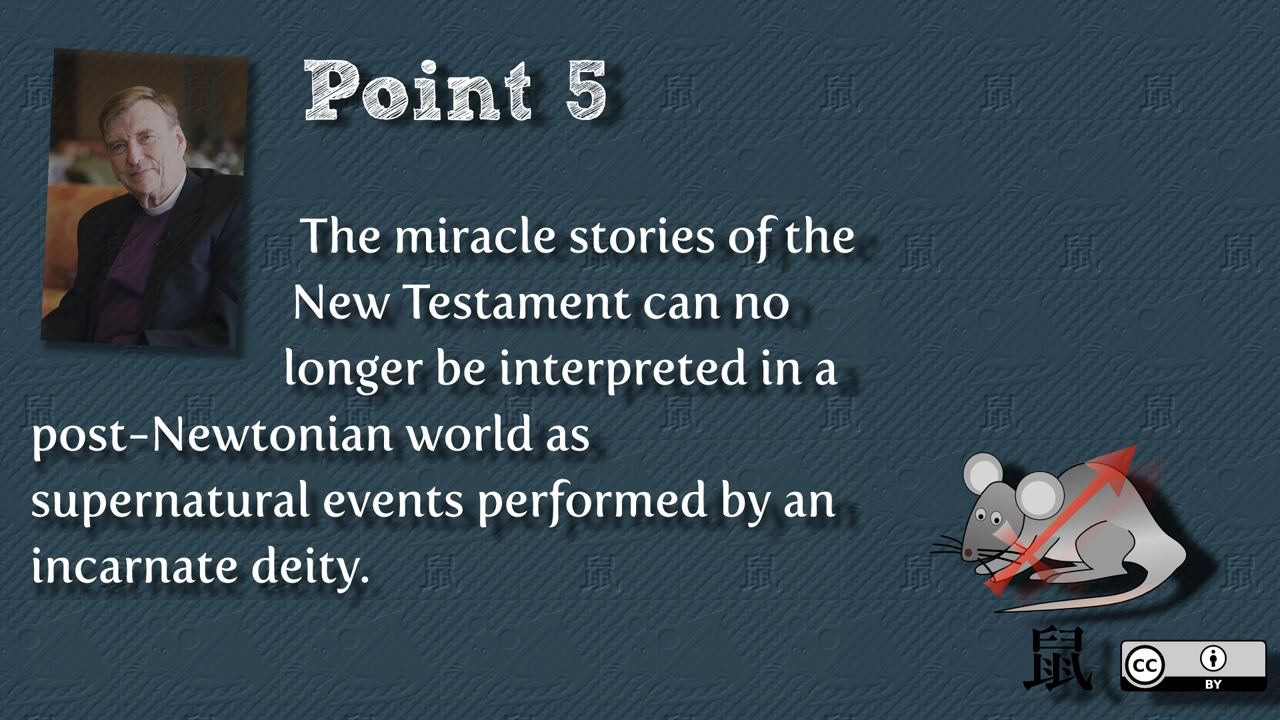 Point 5
The miracle stories of the
New Testament can no
longer be interpreted in a
post-Newtonian world as
supernatural events performed by an
incarnate deity.
鼠
cc
BY